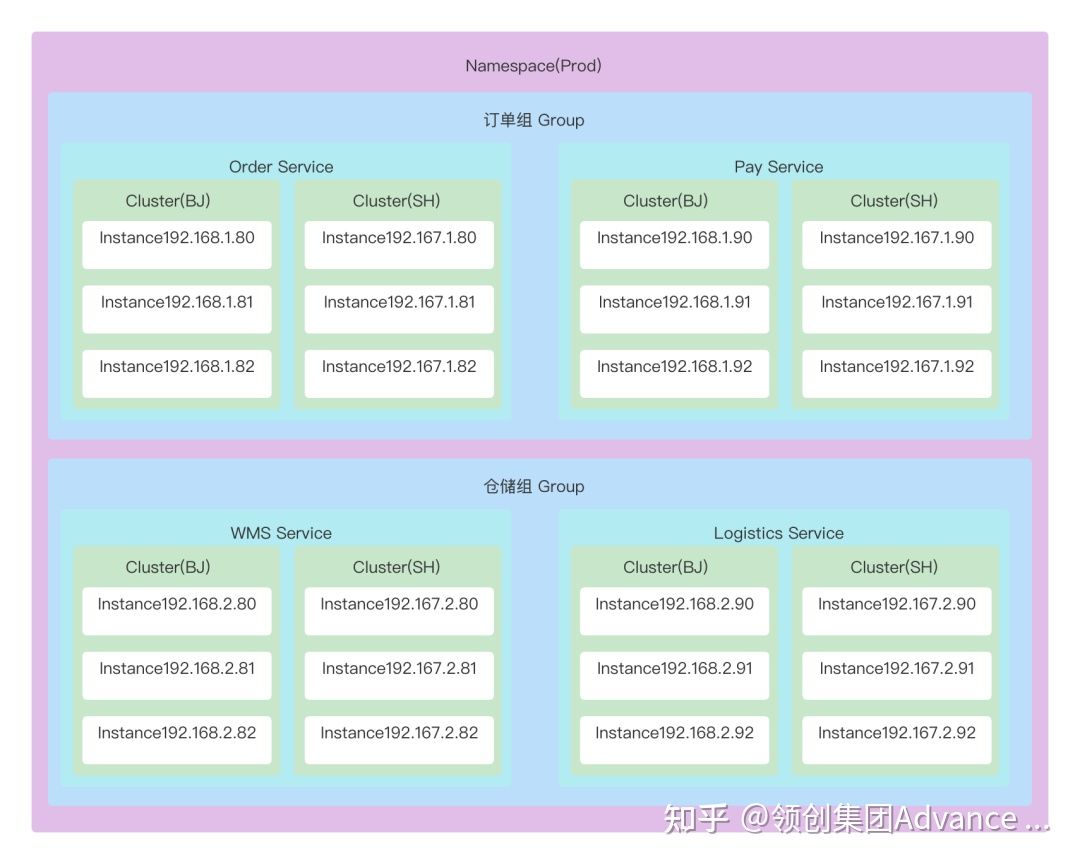 Namespace(Prod)
订单组 Group
Order Service
Cluster(BJ)
Instance192.168.1.80
Instance192.168.1.81
Instance192.168.1.82
Cluster(SH)
Instance192.167.1.80
Instance192.167.1.81
Instance192.167.1.82
Pay Service
Cluster(BJ)
Instance192.168.1.90
Instance192.168.1.91
Instance192.168.1.92
Cluster(SH)
Instance192.167.1.90
Instance192.167.1.91
Instance192.167.1.92
仓储组 Group
WMS Service
Cluster(BJ)
Instance192.168.2.80
Instance192.168.2.81
Instance192.168.2.82
Cluster(SH)
Instance192.167.2.80
Instance192.167.2.81
Instance192.167.2.82
Logistics Service
Cluster(BJ)
Instance192.168.2.90
Instance192.168.2.91
Instance192.168.2.92
Cluster(SH)
Instance192.167.2.90
Instance192.167.2.91
Instance192.167.2.92
知乎 @领创集团Advance ...